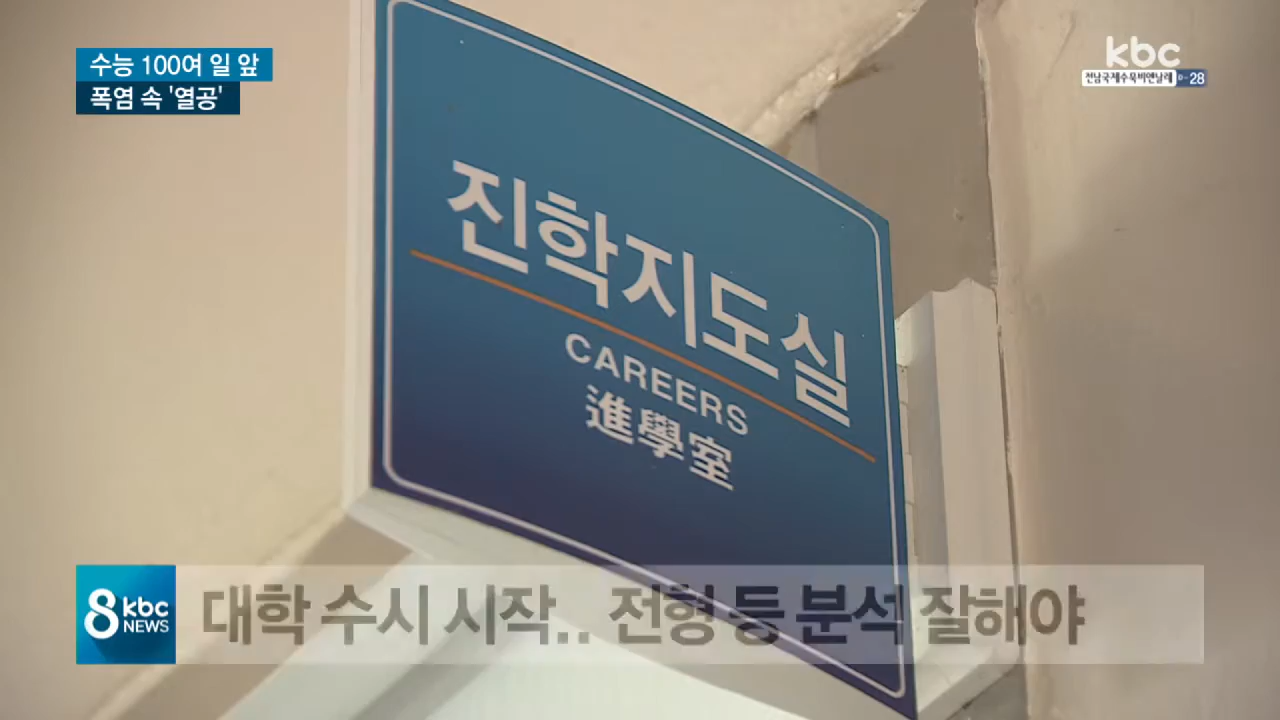 수능 100여 일 앞
폭염 속 '열공'
kbc
전남국제수묵비엔날레 D-28
진학지도실
CAREERS
進學室
8 kbc NEWS
대학 수시 시작.. 전형 등 분석 잘해야